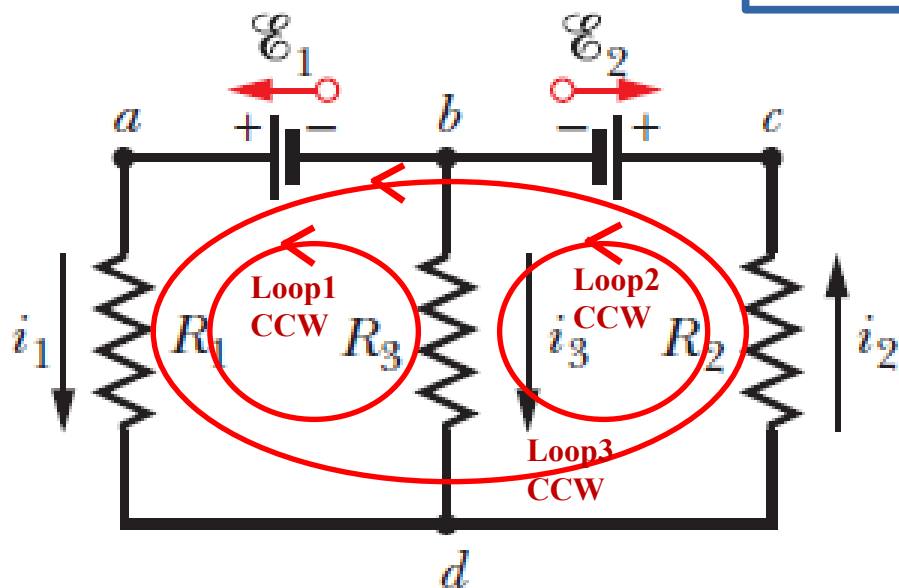 ℰ1 ℰ2
a + − b − + c
Loop1
CCW
Loop2
CCW
i1 R1 R3 i3 R2 i2
Loop3
CCW
d